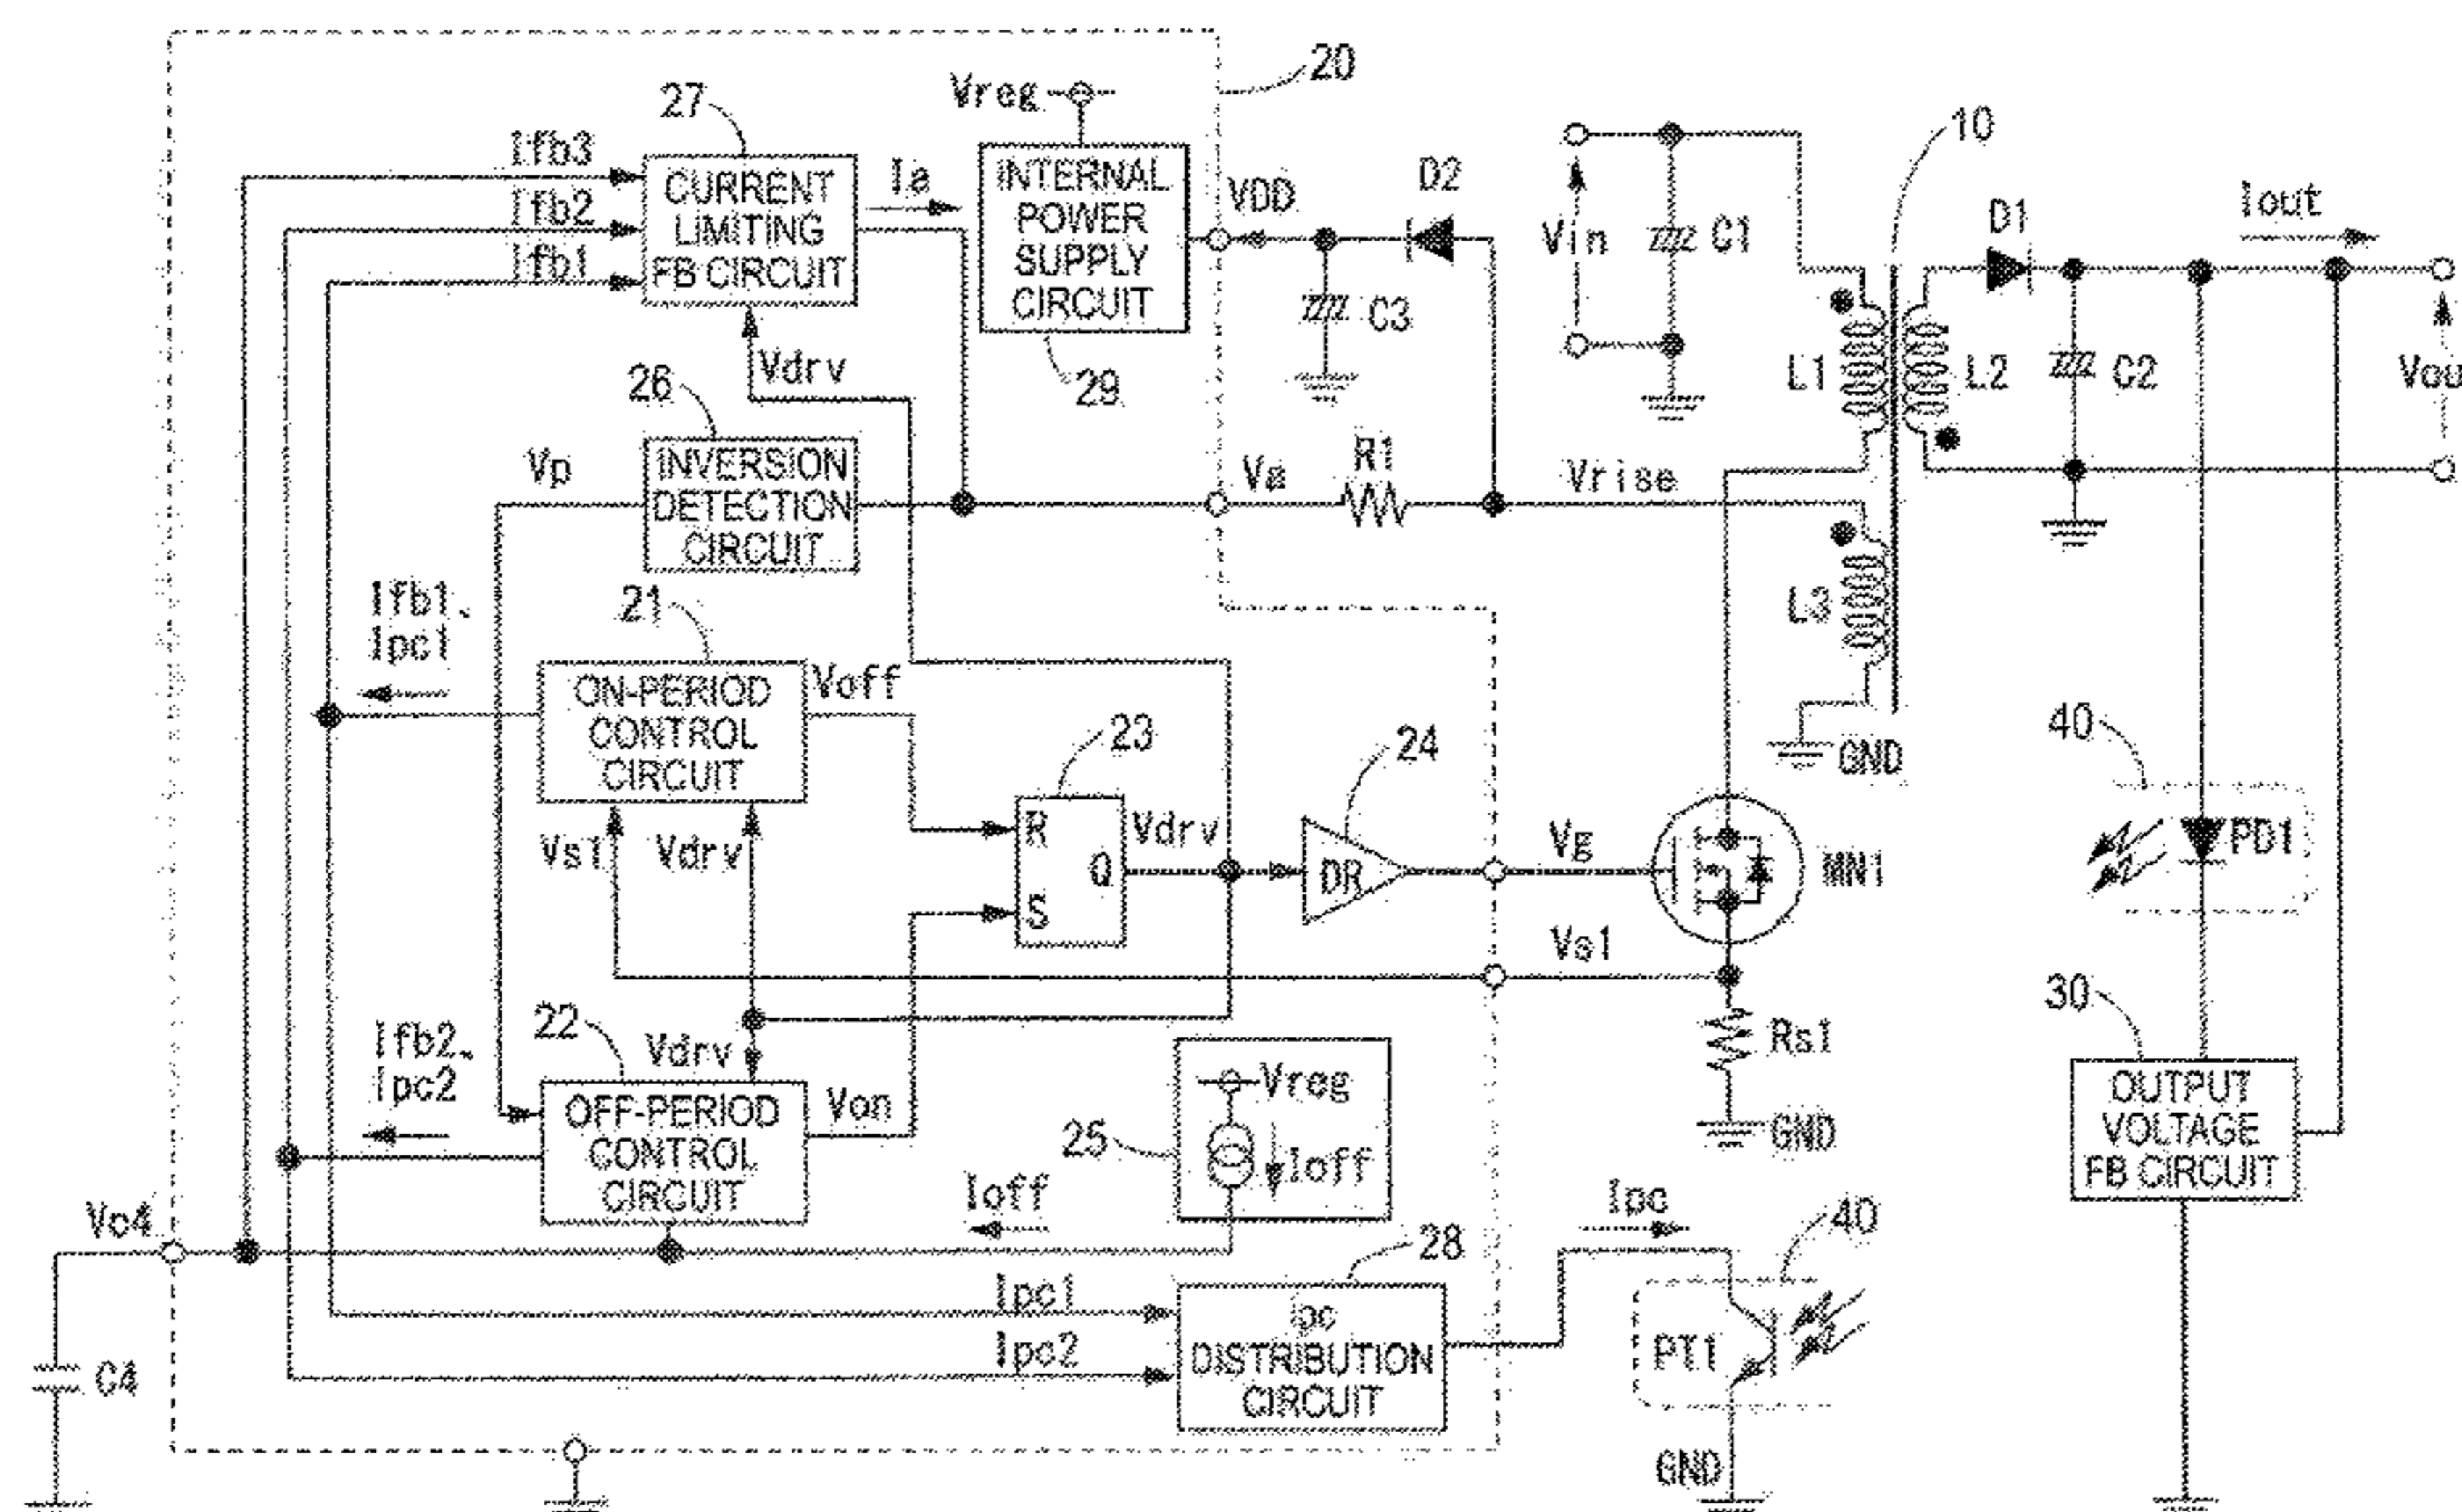 20
Vreg
27
10
Ifb3
Ifb2
Ifb1
CURRENT
LIMITING
FB CIRCUIT
Ia
INTERNAL
POWER
SUPPLY
CIRCUIT
29
VDD
D2
C3
Vin
C1
D1
Iout
L1
L2
C2
Vou
Vdrv
26
Vp
INVERSION
DETECTION
CIRCUIT
Va
R1
Vrise
L3
GND
Ifb1、
Ipc1
21
ON-PERIOD
CONTROL
CIRCUIT
Voff
23
24
40
Vs1
Vdrv
R
S
Q
Vdrv
DR
Vg
MN1
PD1
Vs1
Rs1
GND
30
OUTPUT
VOLTAGE
FB CIRCUIT
Ifb2、
Ipc2
22
Vdrv
OFF-PERIOD
CONTROL
CIRCUIT
Von
25
Vreg
Ioff
Ioff
Vc4
C4
Ipc1
Ipc2
28
Ipc
DISTRIBUTION
CIRCUIT
Ipc
40
PT1
GND